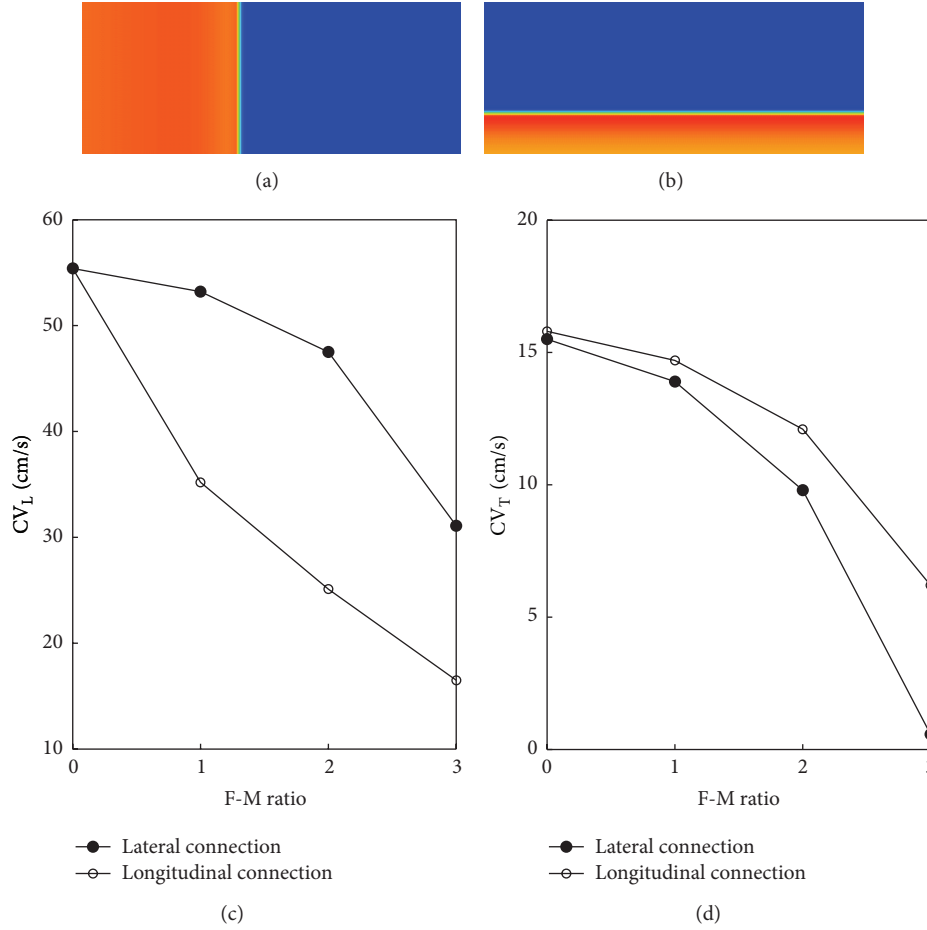 (a)
(b)
60
50
40
30
20
10
0
1
2
3
CV_L (cm/s)
F-M ratio
Lateral connection
Longitudinal connection
(c)
20
15
10
5
0
0
1
2
CV_T (cm/s)
F-M ratio
Lateral connection
Longitudinal connection
(d)